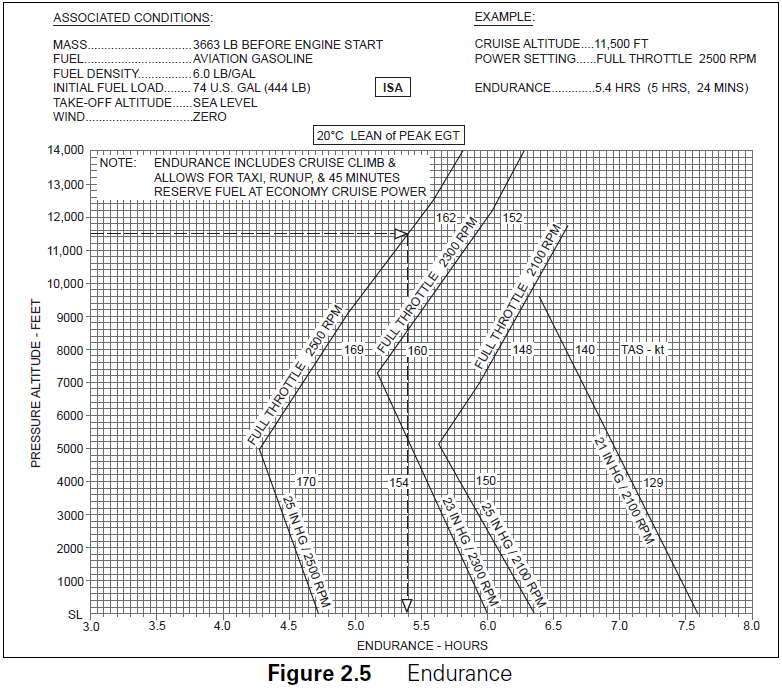 ASSOCIATED CONDITIONS:
MASS.........................3663 LB BEFORE ENGINE START
FUEL..........................AVIATION GASOLINE
FUEL DENSITY..............6.0 LB/GAL
INITIAL FUEL LOAD........74 U.S. GAL (444 LB)
TAKE-OFF ALTITUDE......SEA LEVEL
WIND..........................ZERO
EXAMPLE:
CRUISE ALTITUDE....11,500 FT
POWER SETTING......FULL THROTTLE 2500 RPM
ENDURANCE.............5.4 HRS (5 HRS, 24 MINS)
ISA
20°C LEAN of PEAK EGT
NOTE: ENDURANCE INCLUDES CRUISE CLIMB &
ALLOWS FOR TAXI, RUNUP, & 45 MINUTES
RESERVE FUEL AT ECONOMY CRUISE POWER
PRESSURE ALTITUDE - FEET
14,000
13,000
12,000
11,000
10,000
9000
8000
7000
6000
5000
4000
3000
2000
1000
SL
162
152
169
160
148
140
TAS - kt
170
154
150
129
FULL THROTTLE 2500 RPM
FULL THROTTLE 2300 RPM
FULL THROTTLE 2100 RPM
25 IN HG / 2500 RPM
23 IN HG / 2300 RPM
25 IN HG / 2100 RPM
21 IN HG / 2100 RPM
3.0 3.5 4.0 4.5 5.0 5.5 6.0 6.5 7.0 7.5 8.0
ENDURANCE - HOURS
Figure 2.5 Endurance